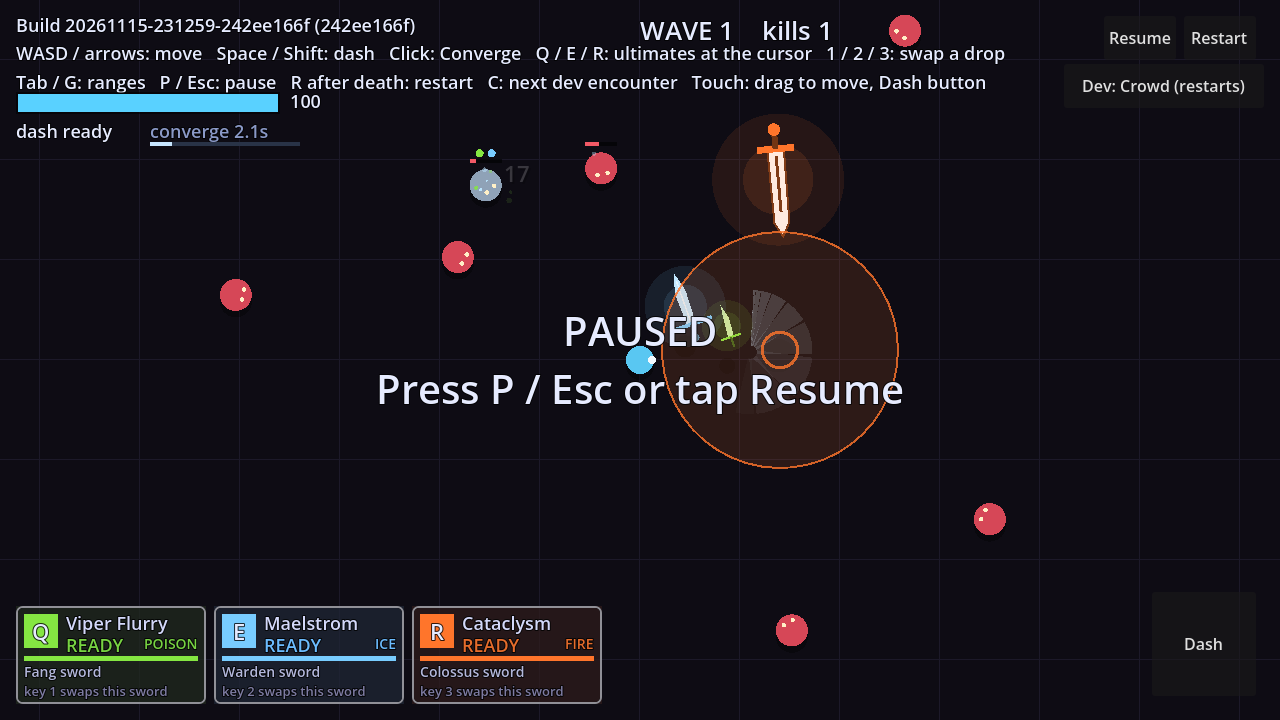 Build 20261115-231259-242ee166f (242ee166f)
WAVE 1 kills 1
Resume Restart
WASD / arrows: move Space / Shift: dash Click: Converge Q / E / R: ultimates at the cursor 1 / 2 / 3: swap a drop
Tab / G: ranges P / Esc: pause R after death: restart C: next dev encounter Touch: drag to move, Dash button
Dev: Crowd (restarts)
100
dash ready converge 2.1s
17
PAUSED
Press P / Esc or tap Resume
Q Viper Flurry
READY POISON
Fang sword
key 1 swaps this sword
E Maelstrom
READY ICE
Warden sword
key 2 swaps this sword
R Cataclysm
READY FIRE
Colossus sword
key 3 swaps this sword
Dash